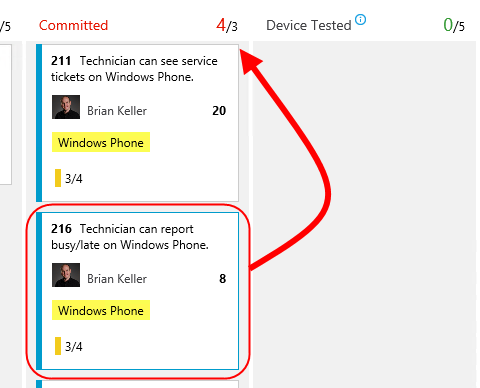 /5
Committed 4/3
Device Tested 0/5
211 Technician can see service
tickets on Windows Phone.
Brian Keller 20
Windows Phone
3/4
216 Technician can report
busy/late on Windows Phone.
Brian Keller 8
Windows Phone
3/4